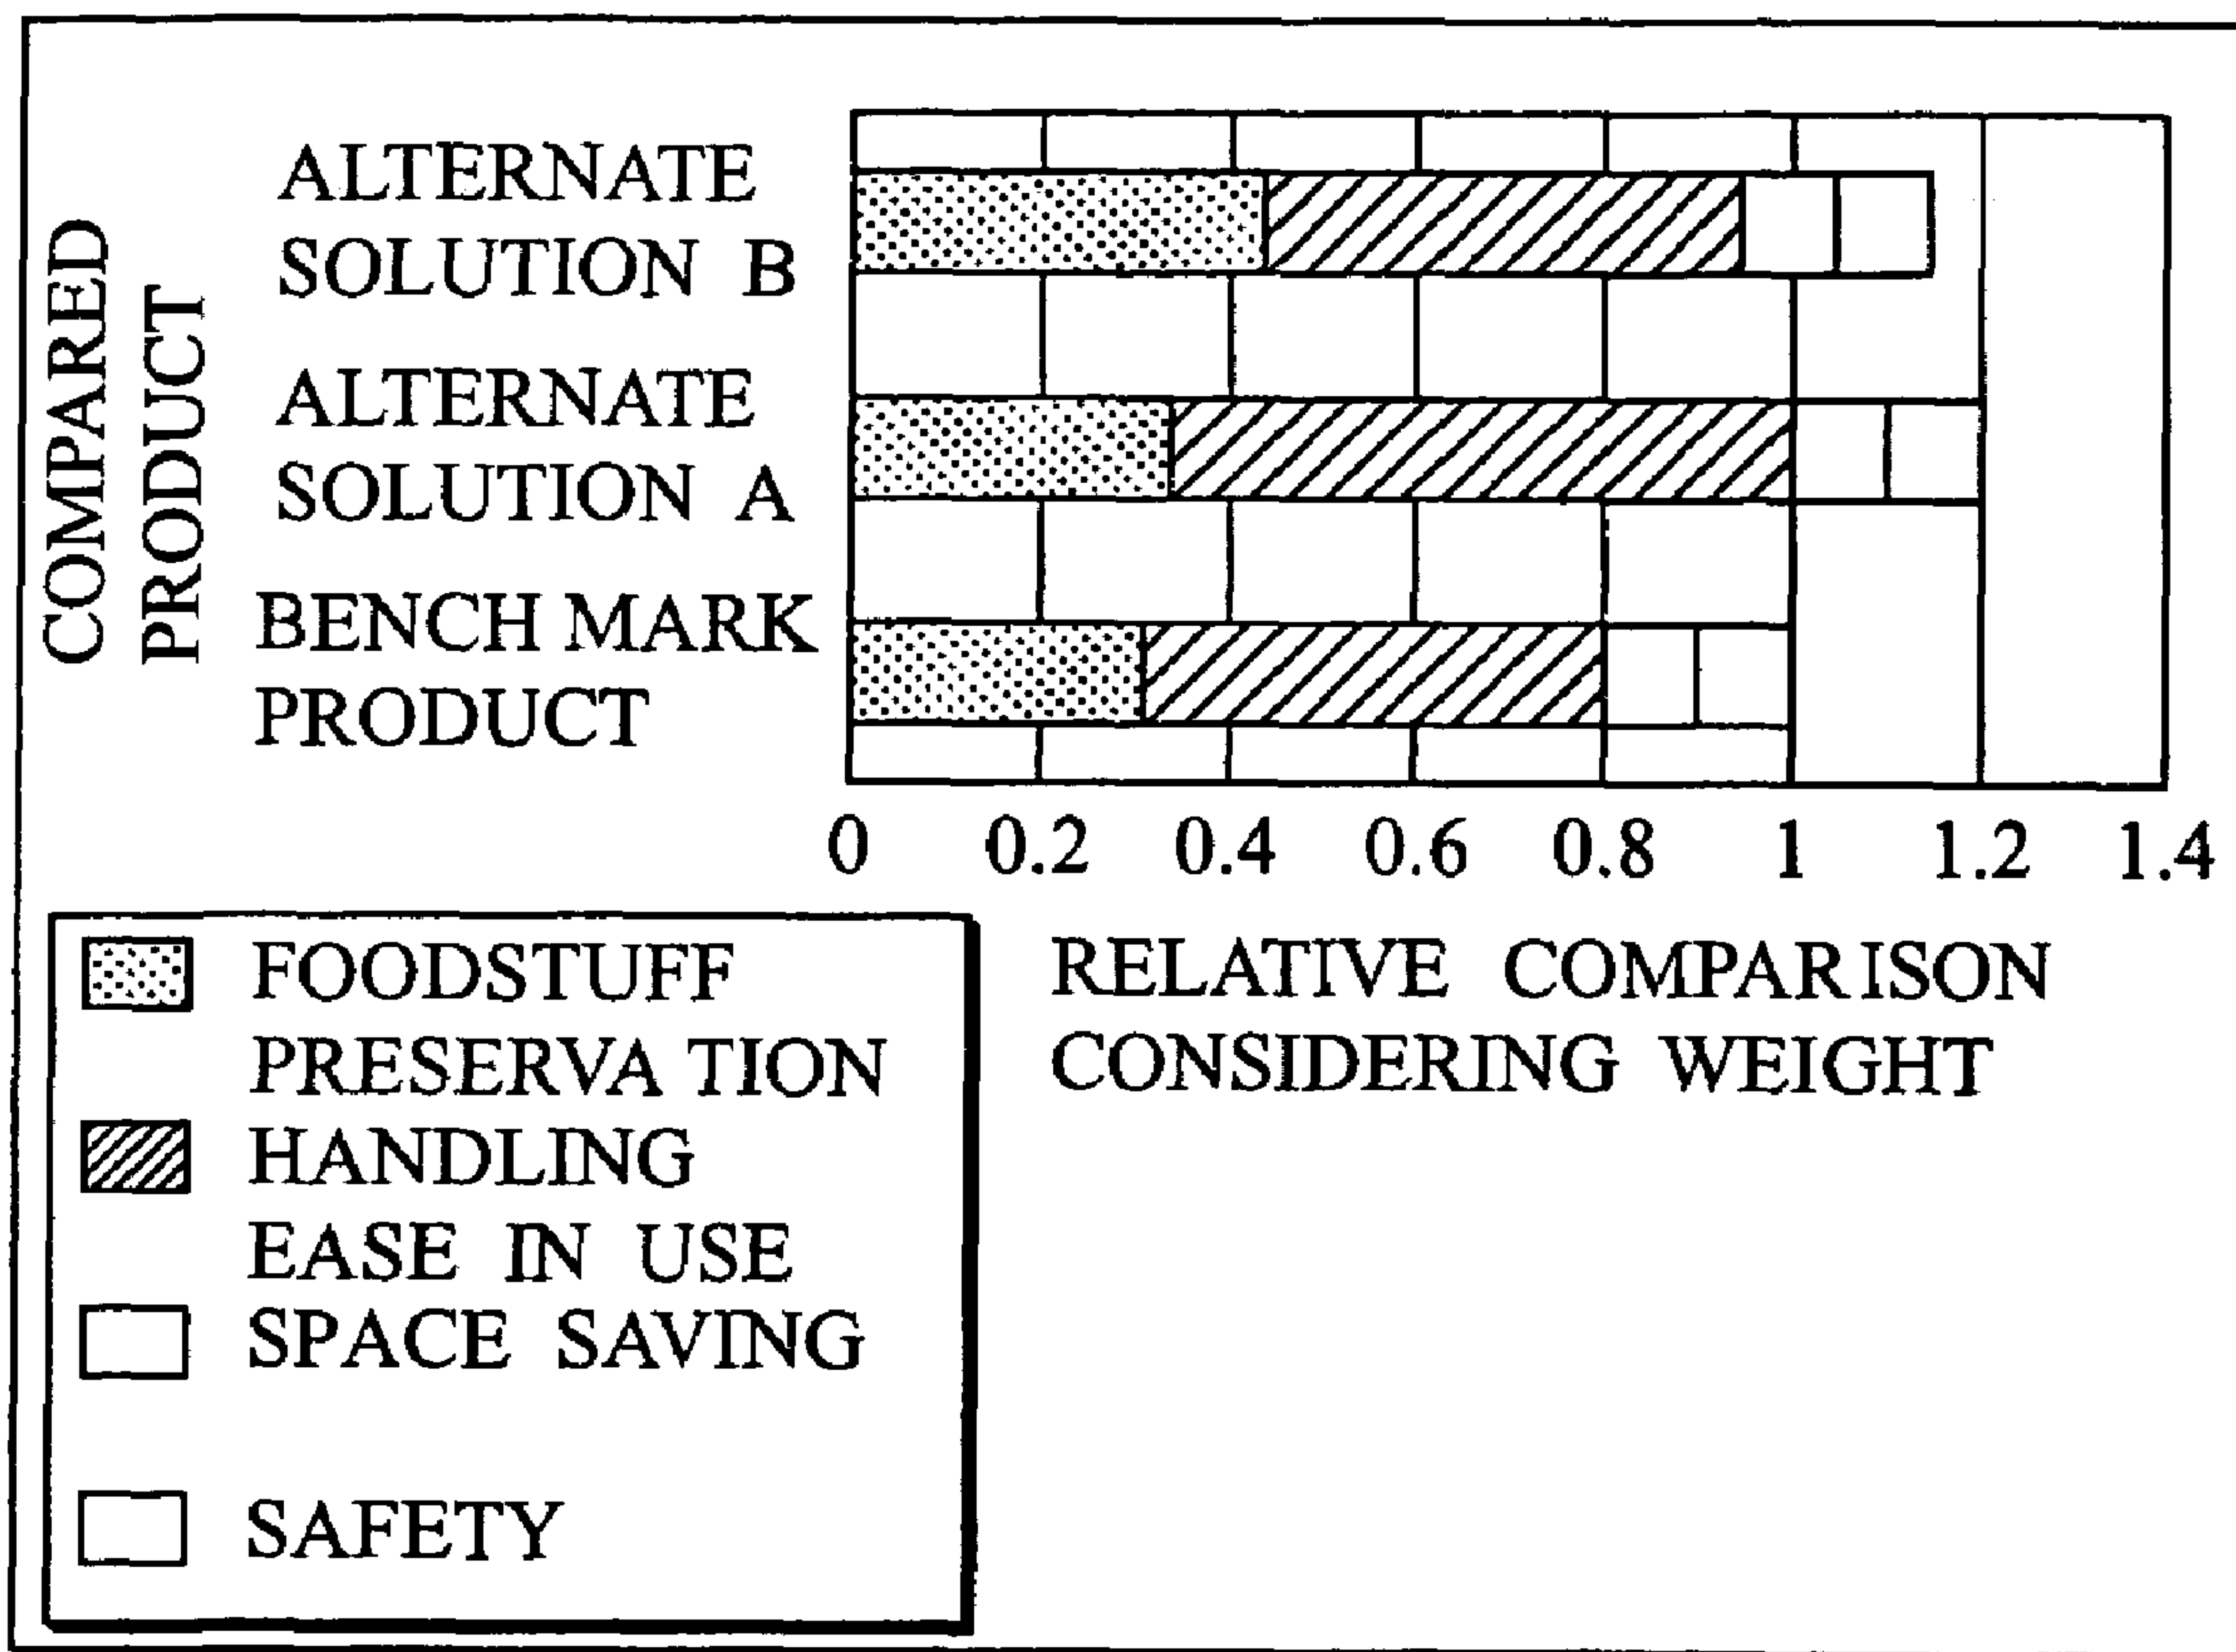 COMPARED
PRODUCT
ALTERNATE
SOLUTION B
ALTERNATE
SOLUTION A
BENCH MARK
PRODUCT
0 0.2 0.4 0.6 0.8 1 1.2 1.4
RELATIVE COMPARISON
CONSIDERING WEIGHT
FOODSTUFF
PRESERVA TION
HANDLING
EASE IN USE
SPACE SAVING
SAFETY